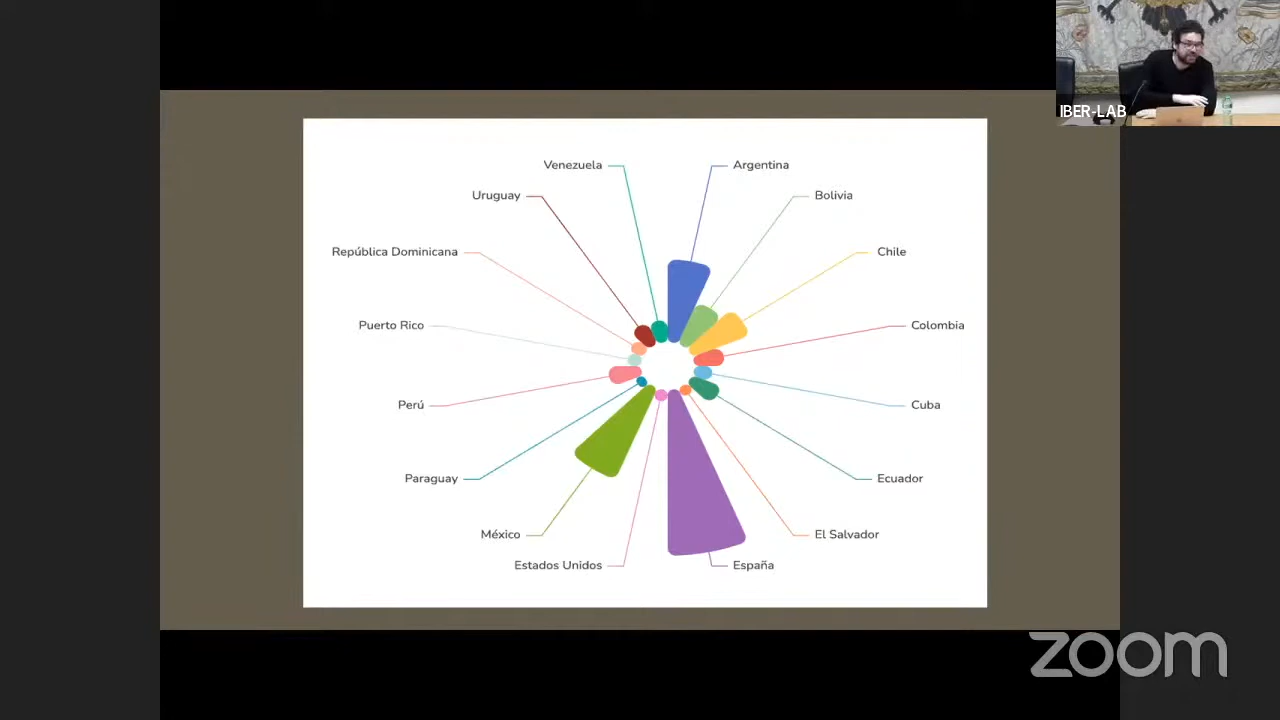 IBER-LAB
Venezuela
Argentina
Uruguay
Bolivia
República Dominicana
Chile
Puerto Rico
Colombia
Perú
Cuba
Paraguay
Ecuador
México
El Salvador
Estados Unidos
España
zoom